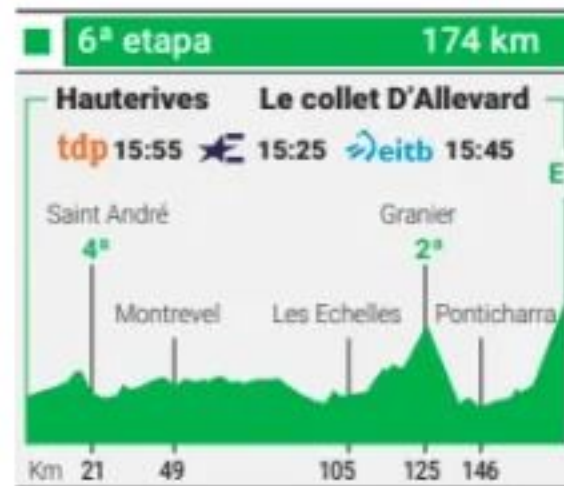 6ª etapa 174 km
Hauterives Le collet D'Allevard
tdp 15:55 E 15:25 eitb 15:45
E
Saint André Granier
4ª 2ª
Montrevel Les Echelles Ponticharra
Km 21 49 105 125 146